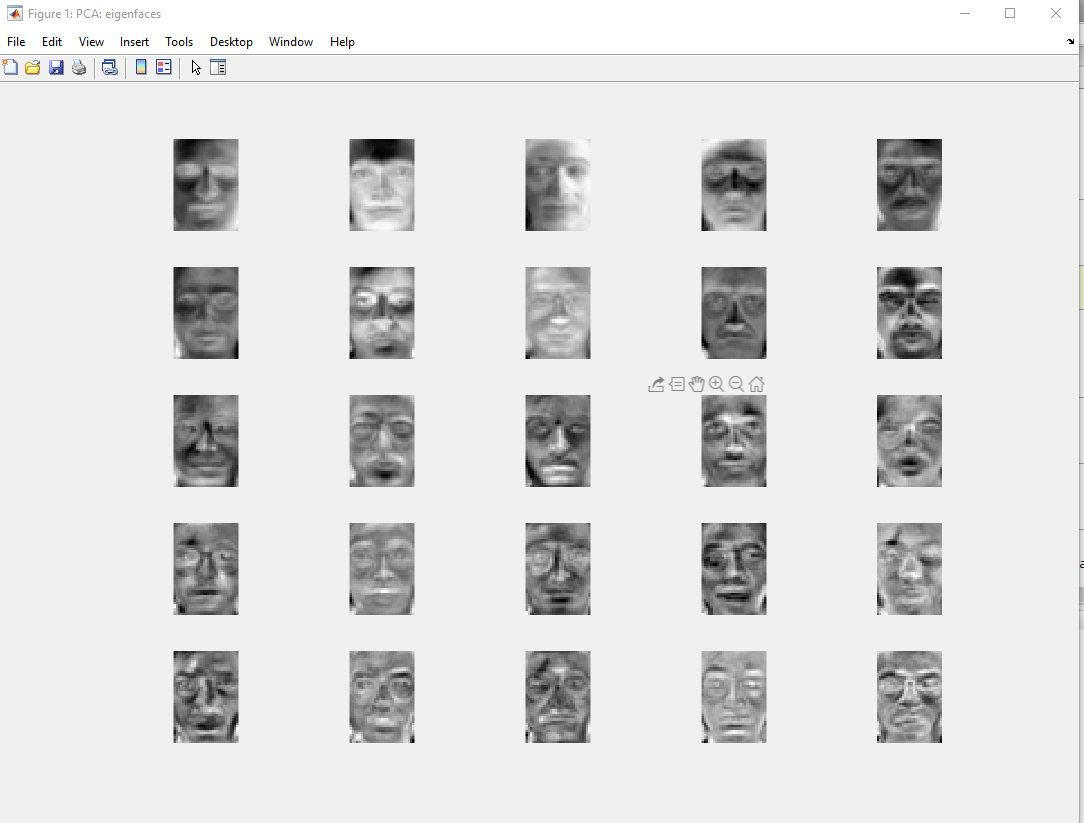 Figure 1: PCA: eigenfaces
File Edit View Insert Tools Desktop Window Help